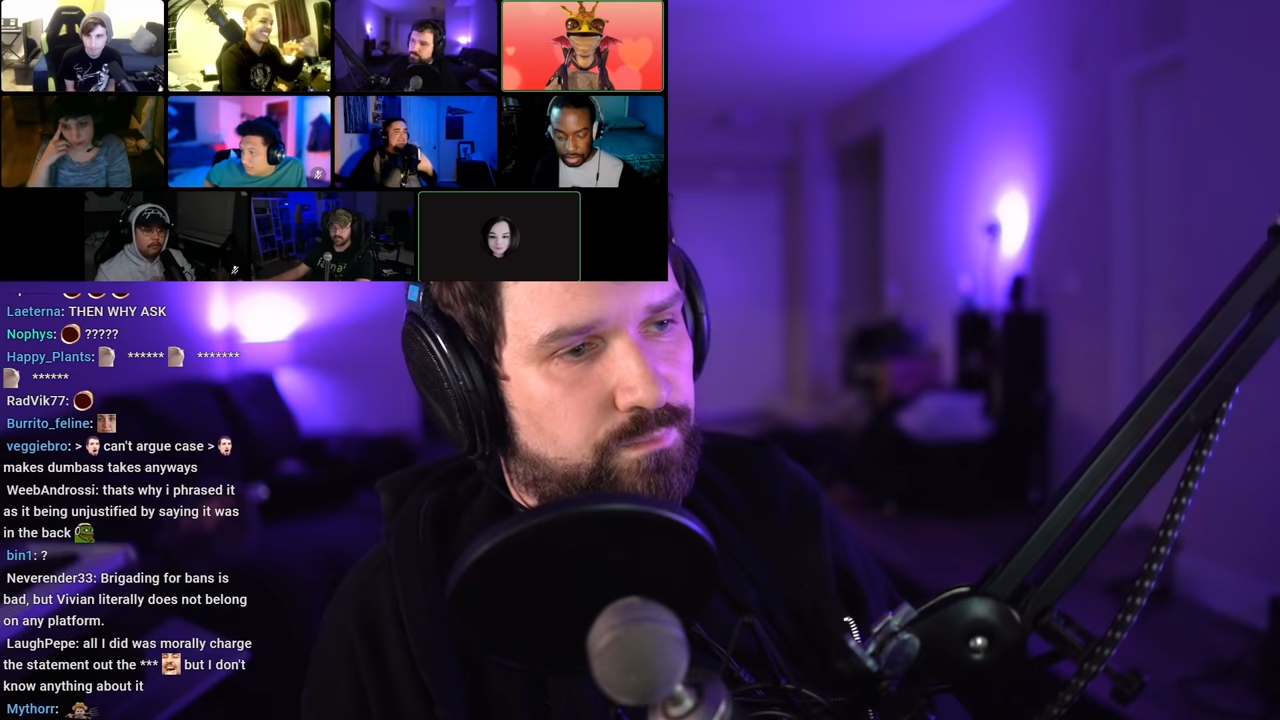 Laeterna: THEN WHY ASK
Nophys: ?????
Happy_Plants: ****** *******
******
RadVik77:
Burrito_feline:
veggiebro: > can't argue case >
makes dumbass takes anyways
WeebAndrossi: thats why i phrased it
as it being unjustified by saying it was
in the back
bin1: ?
Neverender33: Brigading for bans is
bad, but Vivian literally does not belong
on any platform.
LaughPepe: all I did was morally charge
the statement out the *** but I don't
know anything about it
Mythorr: